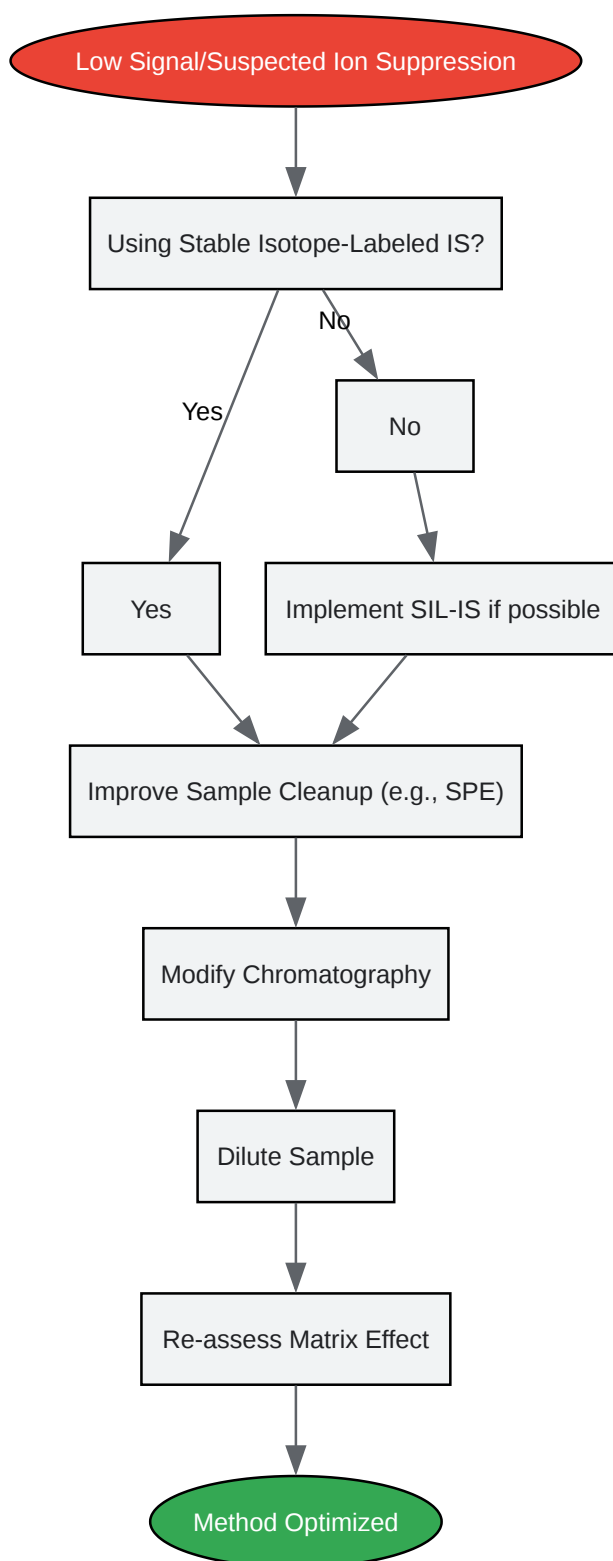 Low Signal/Suspected Ion Suppression
Using Stable Isotope-Labeled IS?
No
No
Yes
Yes
Implement SIL-IS if possible
Improve Sample Cleanup (e.g., SPE)
Modify Chromatography
Dilute Sample
Re-assess Matrix Effect
Method Optimized